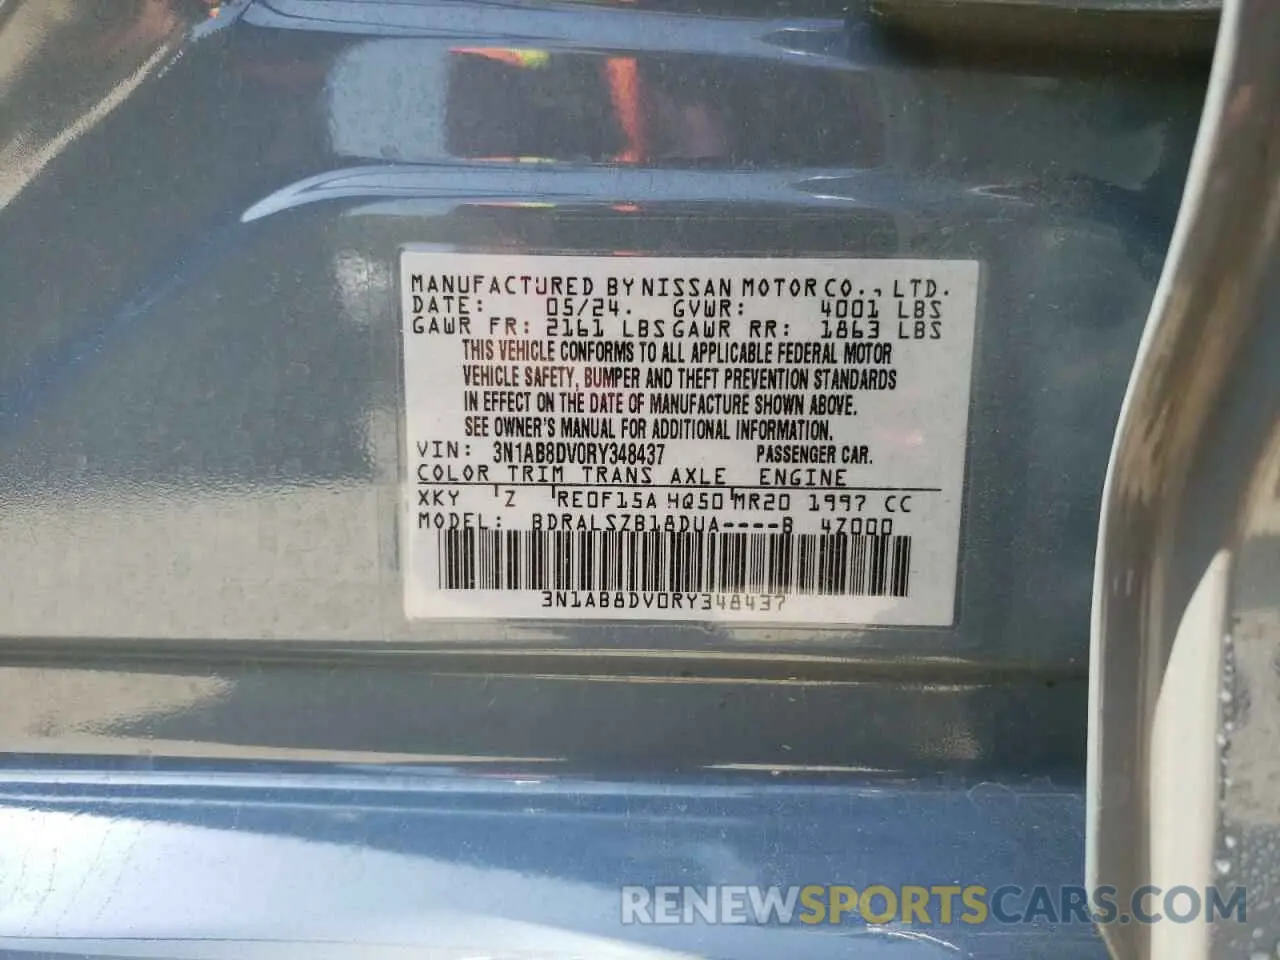 MANUFACTURED BY NISSAN MOTOR CO., LTD.
DATE: 05/24. GVWR: 4001 LBS
GAWR FR: 2161 LBS GAWR RR: 1863 LBS
THIS VEHICLE CONFORMS TO ALL APPLICABLE FEDERAL MOTOR
VEHICLE SAFETY, BUMPER AND THEFT PREVENTION STANDARDS
IN EFFECT ON THE DATE OF MANUFACTURE SHOWN ABOVE.
SEE OWNER'S MANUAL FOR ADDITIONAL INFORMATION.
VIN: 3N1AB8DV0RY348437 PASSENGER CAR.
COLOR TRIM TRANS AXLE ENGINE
XKY Z RE0F15A HQ50 MR20 1997 CC
MODEL: BDRALSZB18DUA----B 4Z000
3N1AB8DV0RY348437
RENEWSPORTSCARS.COM